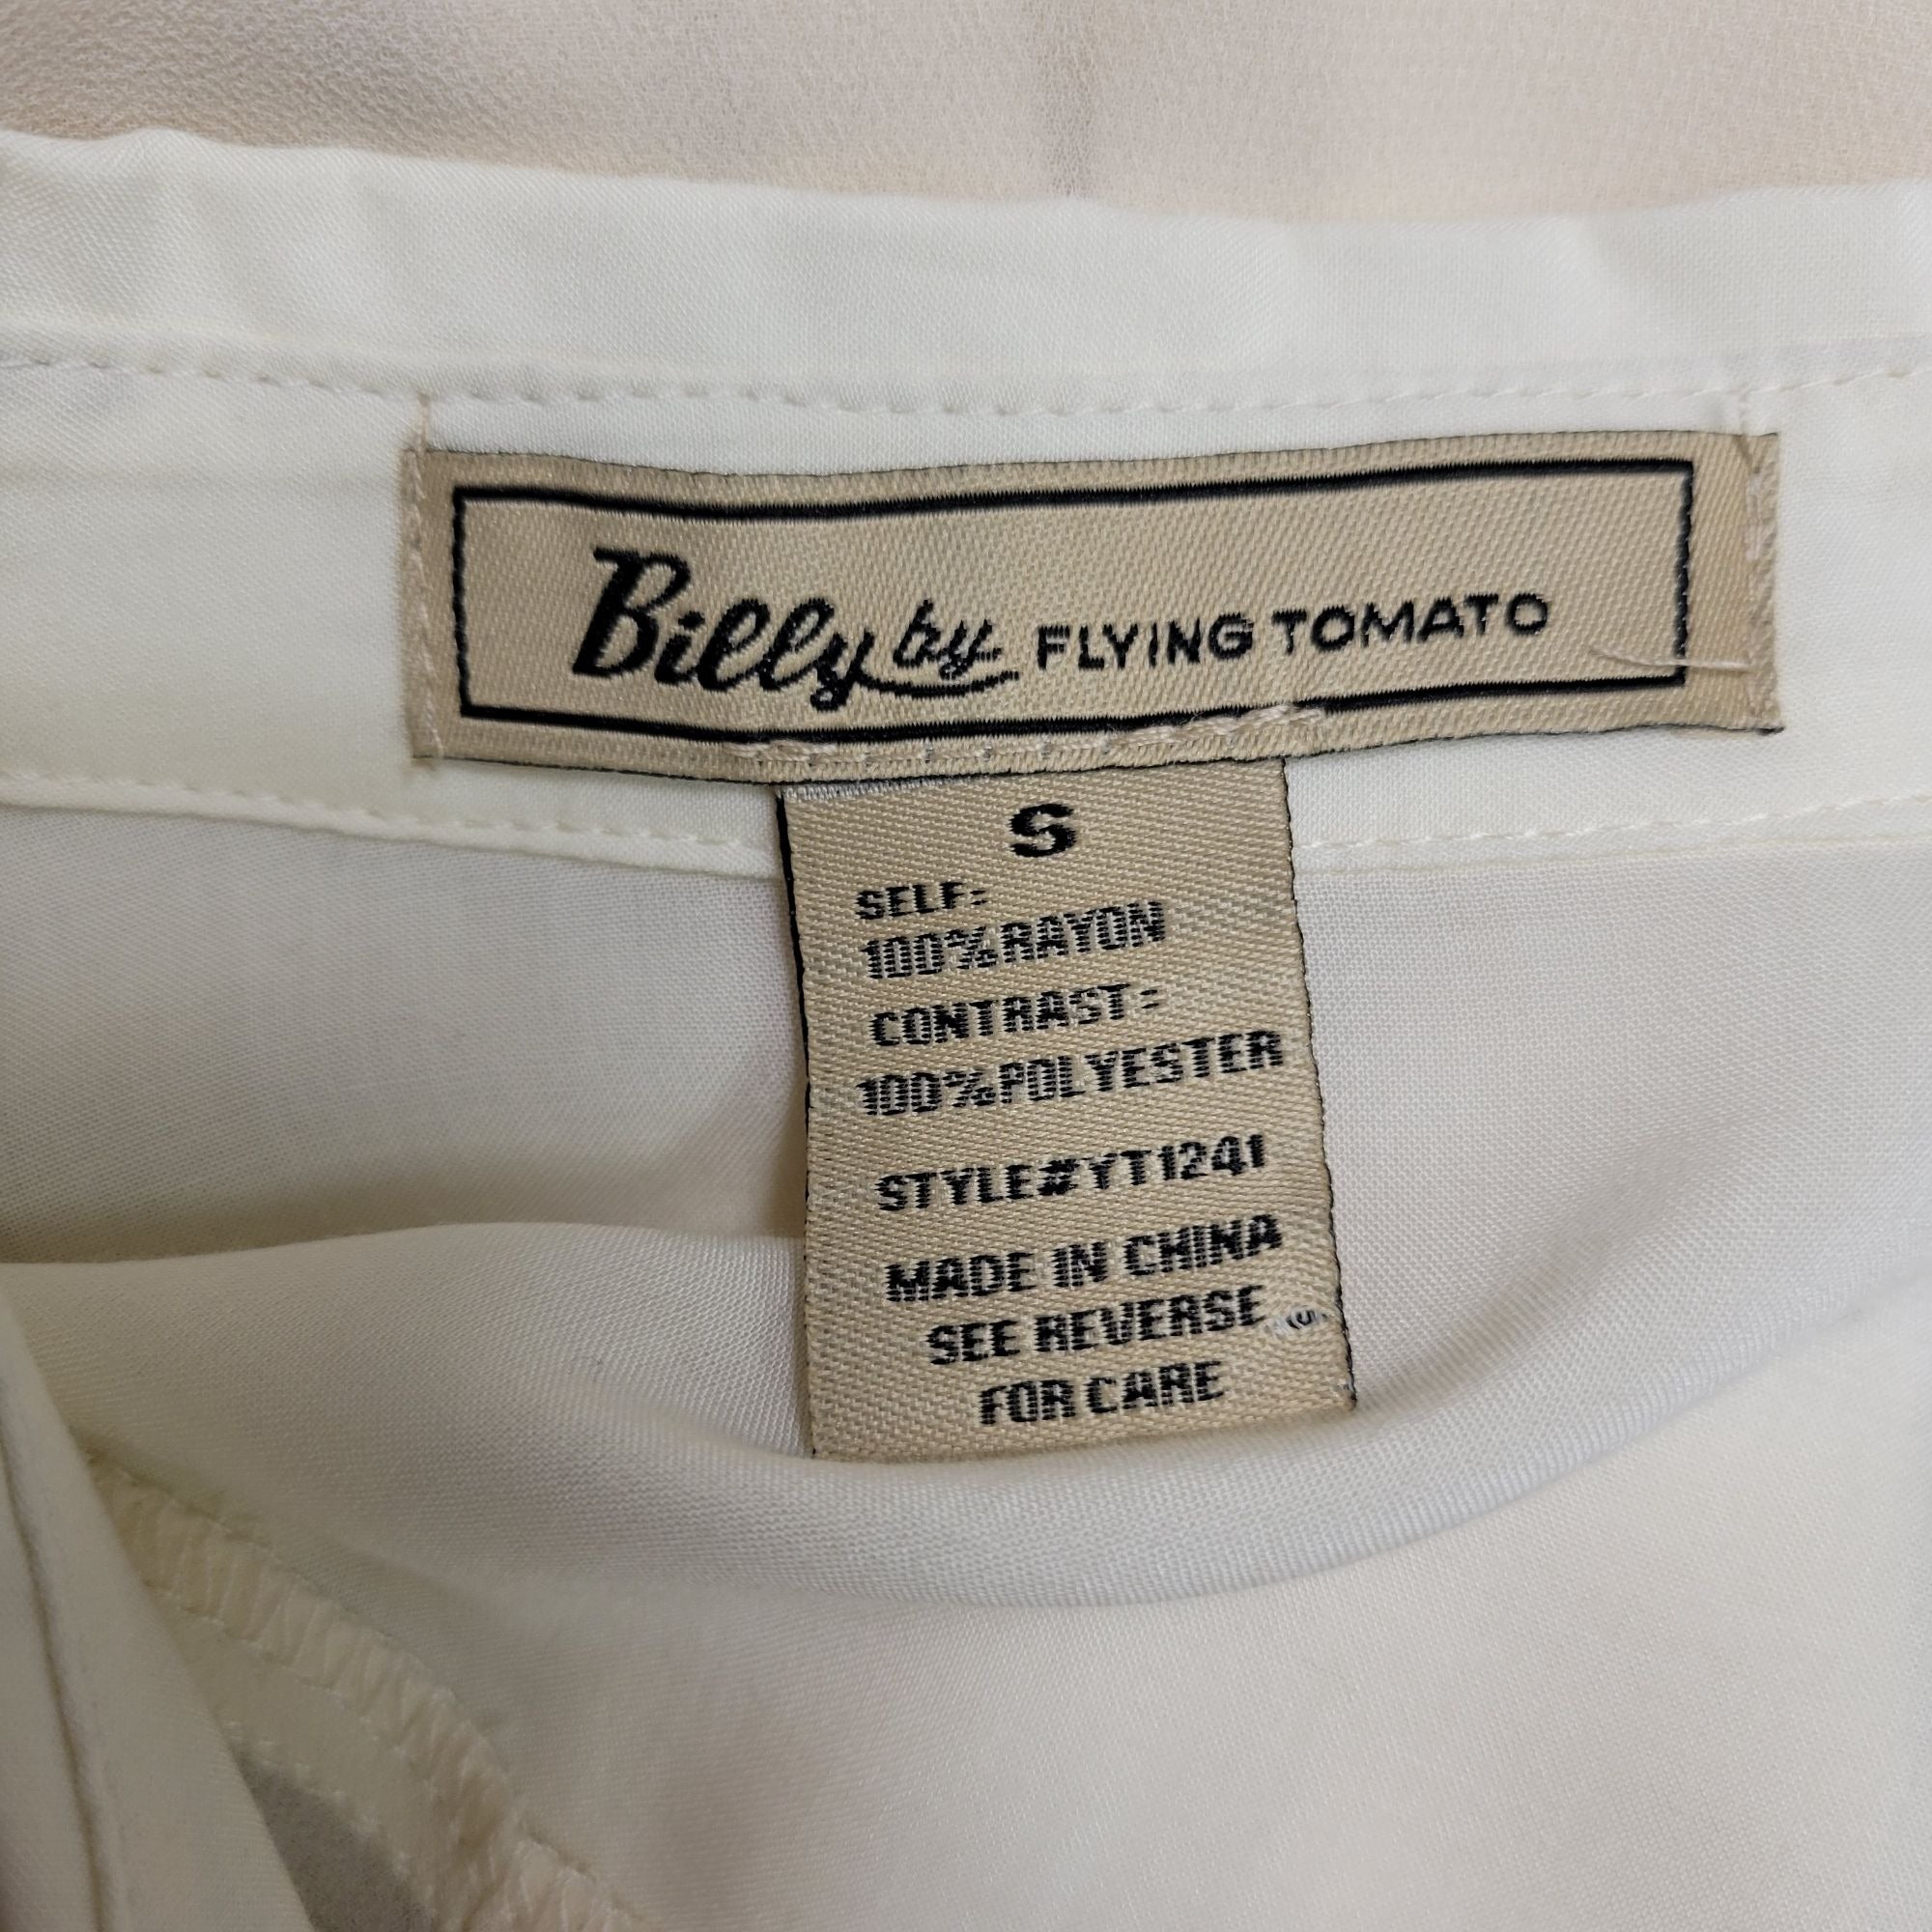 Billy by FLYING TOMATO
S
SELF:
100%RAYON
CONTRAST:
100%POLYESTER
STYLE#YT1241
MADE IN CHINA
SEE REVERSE
FOR CARE